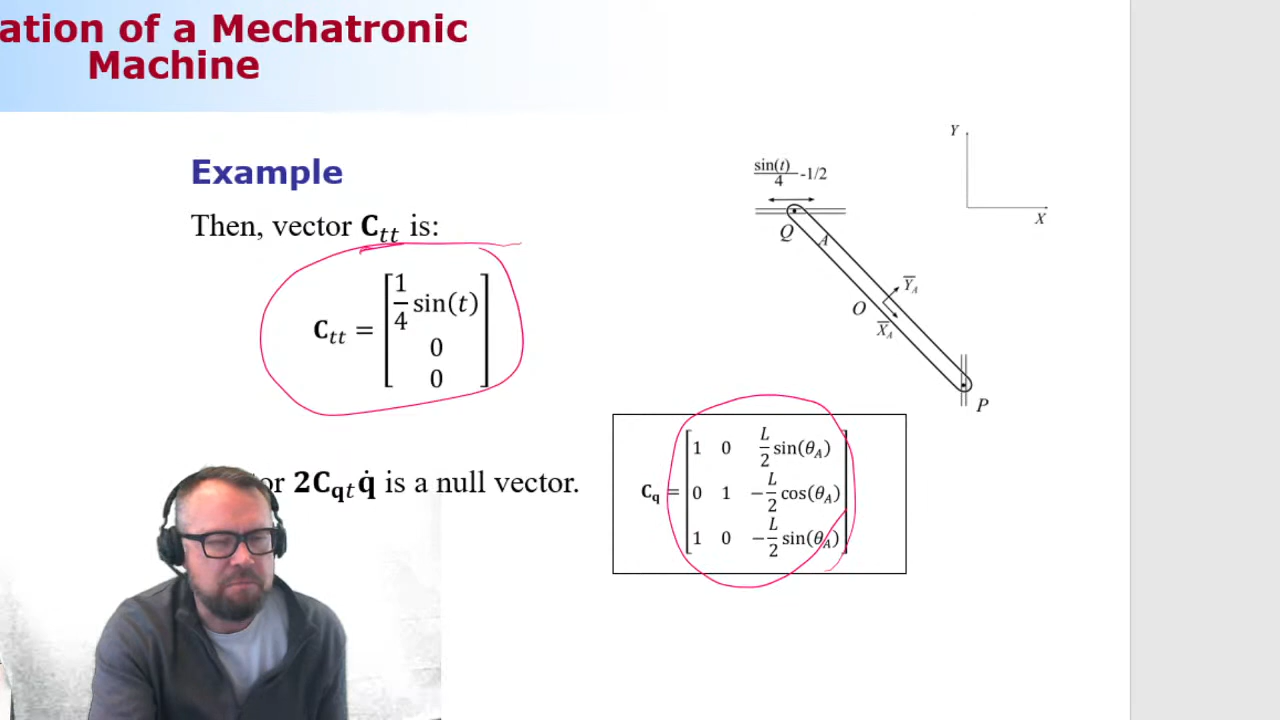 ation of a Mechatronic
Machine
Example
Then, vector C_tt is:
C_tt = [1/4 sin(t)
0
0]
or 2C_qt q̇ is a null vector.
sin(t)/4 -1/2
Q
A
O
Y̅_A
X̅_A
P
Y
X
C_q = [1 0 L/2 sin(θ_A)
0 1 −L/2 cos(θ_A)
1 0 −L/2 sin(θ_A)]